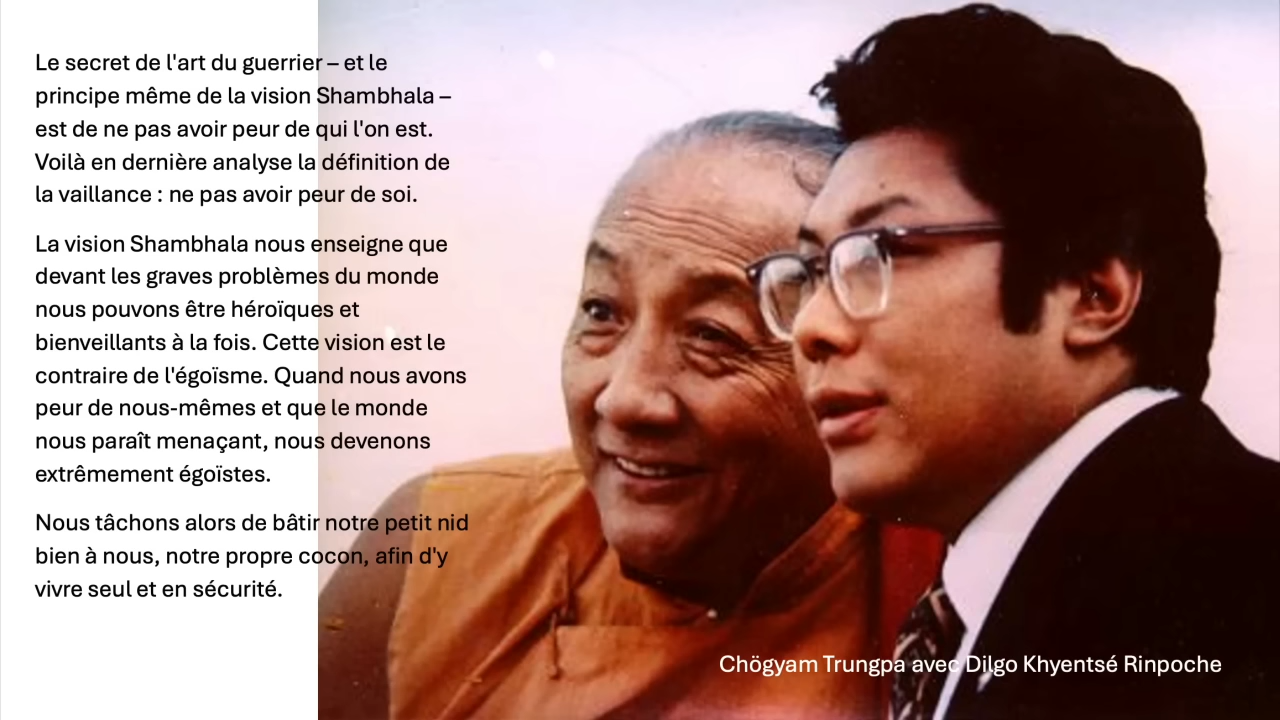 Le secret de l'art du guerrier – et le
principe même de la vision Shambhala –
est de ne pas avoir peur de qui l'on est.
Voilà en dernière analyse la définition de
la vaillance : ne pas avoir peur de soi.
La vision Shambhala nous enseigne que
devant les graves problèmes du monde
nous pouvons être héroïques et
bienveillants à la fois. Cette vision est le
contraire de l'égoïsme. Quand nous avons
peur de nous-mêmes et que le monde
nous paraît menaçant, nous devenons
extrêmement égoïstes.
Nous tâchons alors de bâtir notre petit nid
bien à nous, notre propre cocon, afin d'y
vivre seul et en sécurité.
Chögyam Trungpa avec Dilgo Khyentsé Rinpoche